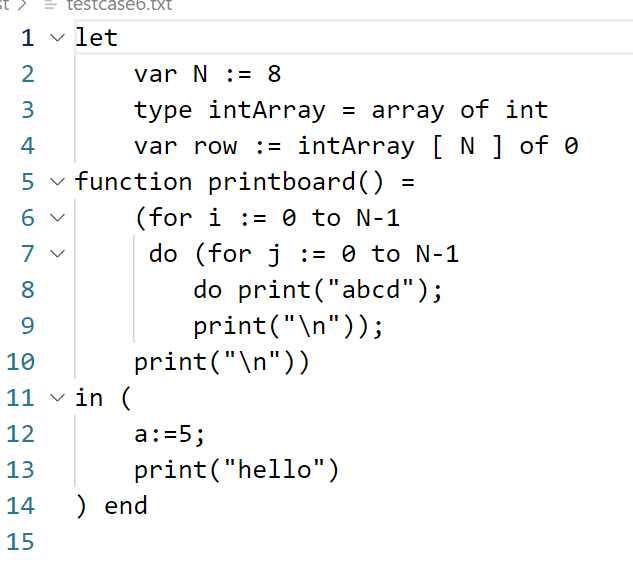 st > testcase6.txt
1 let
2 var N := 8
3 type intArray = array of int
4 var row := intArray [ N ] of 0
5 function printboard() =
6 (for i := 0 to N-1
7 do (for j := 0 to N-1
8 do print("abcd");
9 print("\n"));
10 print("\n"))
11 in (
12 a:=5;
13 print("hello")
14 ) end
15